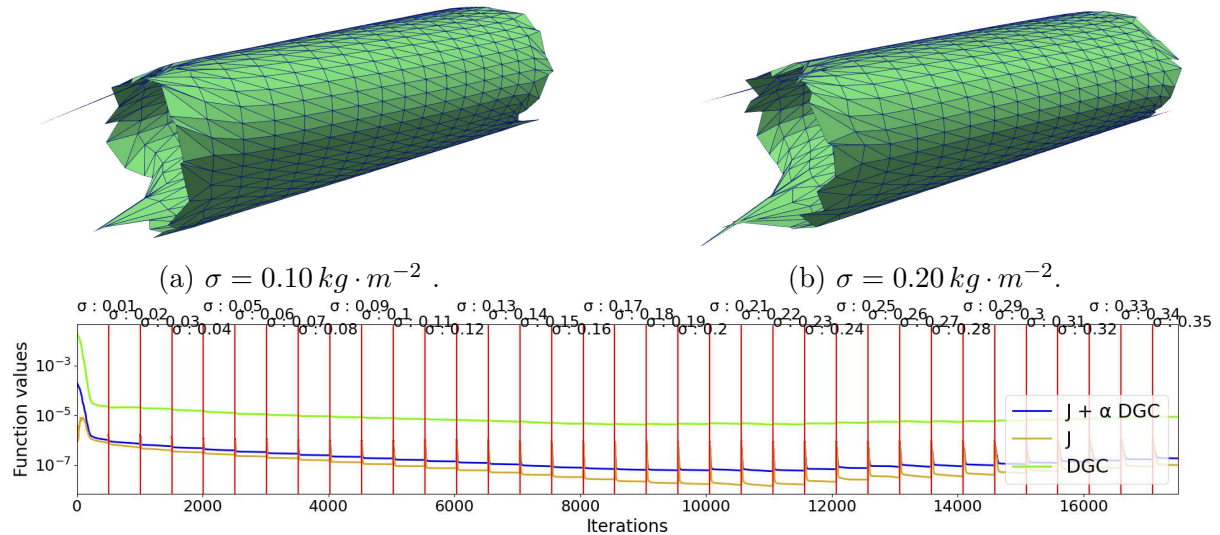 (a) σ = 0.10 kg · m⁻² .
(b) σ = 0.20 kg · m⁻².
σ : 0.01
σ : 0.02
σ : 0.03
σ : 0.04
σ : 0.05
σ : 0.06
σ : 0.07
σ : 0.08
σ : 0.09
σ : 0.1
σ : 0.11
σ : 0.12
σ : 0.13
σ : 0.14
σ : 0.15
σ : 0.16
σ : 0.17
σ : 0.18
σ : 0.19
σ : 0.2
σ : 0.21
σ : 0.22
σ : 0.23
σ : 0.24
σ : 0.25
σ : 0.26
σ : 0.27
σ : 0.28
σ : 0.29
σ : 0.3
σ : 0.31
σ : 0.32
σ : 0.33
σ : 0.34
σ : 0.35
Function values
10⁻³
10⁻⁵
10⁻⁷
J + α DGC
J
DGC
0 2000 4000 6000 8000 10000 12000 14000 16000
Iterations